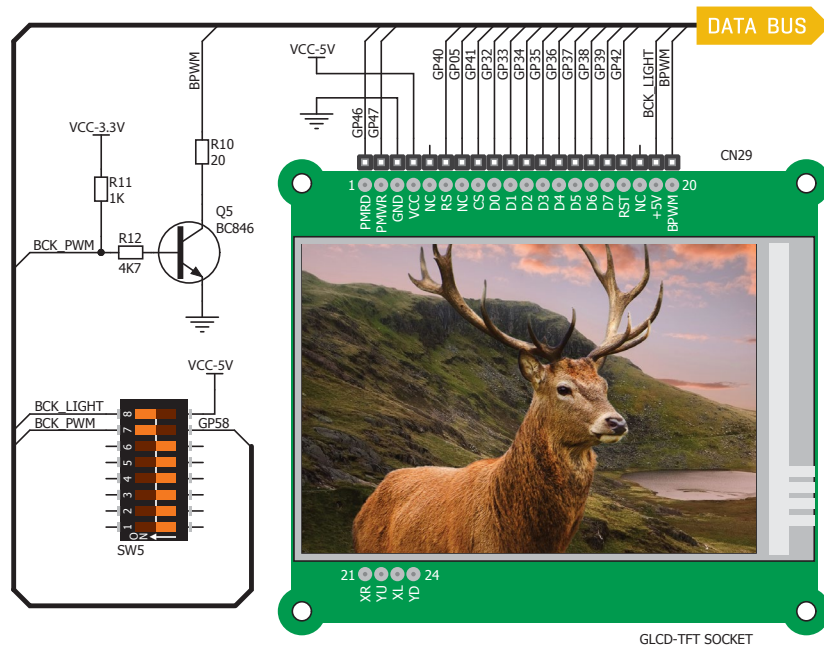 DATA BUS
VCC-5V
BPWM
GP46
GP47
GP40
GP05
GP41
GP32
GP33
GP34
GP35
GP36
GP37
GP38
GP39
GP42
BCK_LIGHT
BPWM
VCC-3.3V
R10
20
R11
1K
CN29
1
20
PMRD
PMWR
GND
VCC
NC
RS
NC
CS
D0
D1
D2
D3
D4
D5
D6
D7
RST
NC
+5V
BPWM
Q5
BC846
BCK_PWM
R12
4K7
VCC-5V
BCK_LIGHT
BCK_PWM
GP58
8
7
6
5
4
3
2
1
ON
SW5
21
24
XR
YU
XL
YD
GLCD-TFT SOCKET